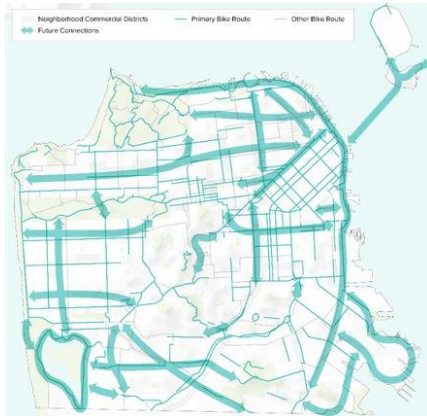 Neighborhood Commercial Districts
Primary Bike Route
Other Bike Route
Future Connections